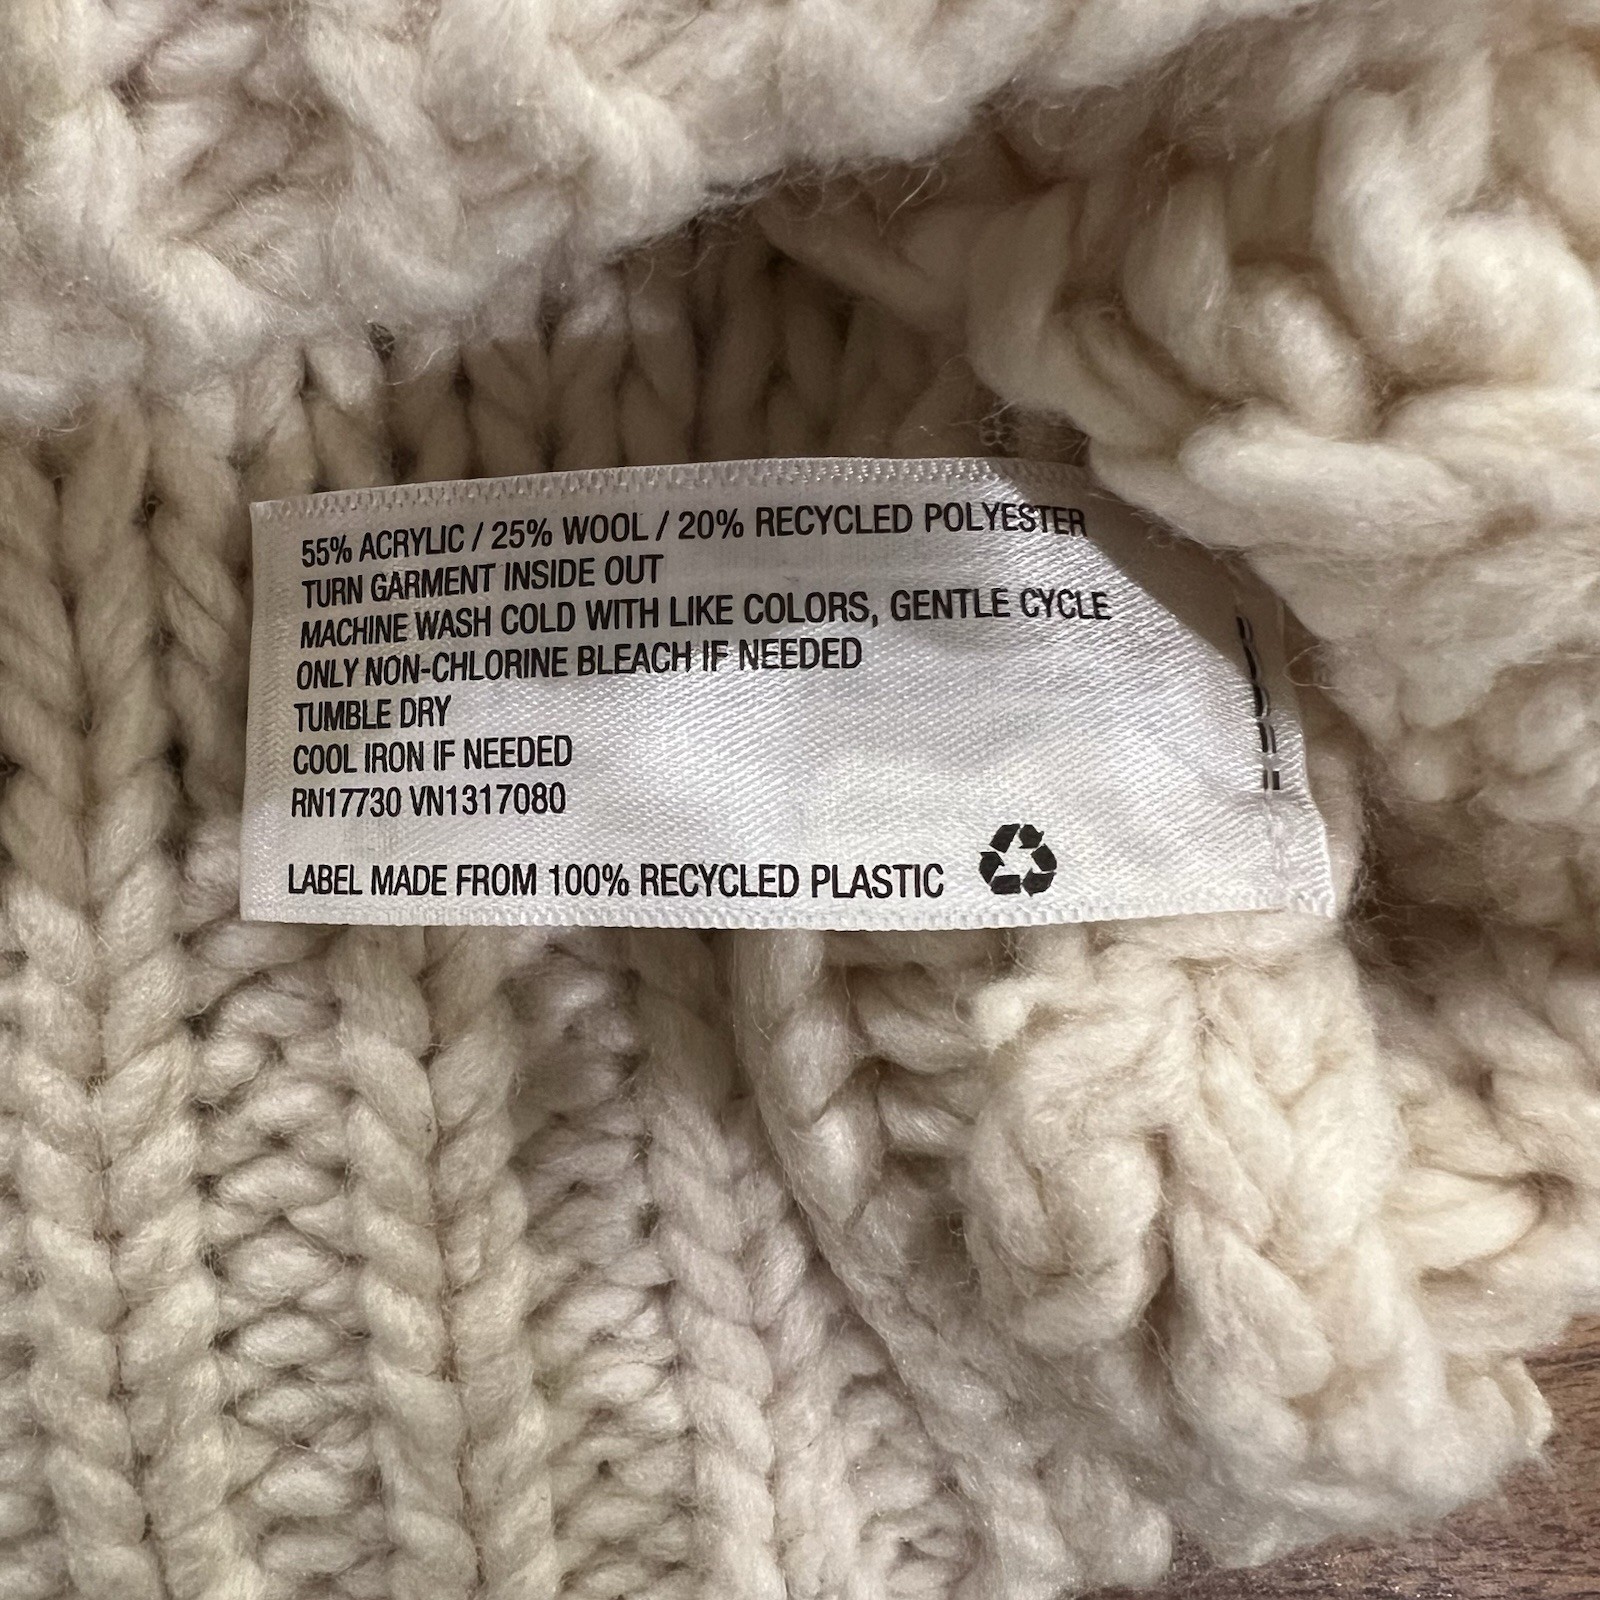 55% ACRYLIC / 25% WOOL / 20% RECYCLED POLYESTER
TURN GARMENT INSIDE OUT
MACHINE WASH COLD WITH LIKE COLORS, GENTLE CYCLE
ONLY NON-CHLORINE BLEACH IF NEEDED
TUMBLE DRY
COOL IRON IF NEEDED
RN17730 VN1317080
LABEL MADE FROM 100% RECYCLED PLASTIC